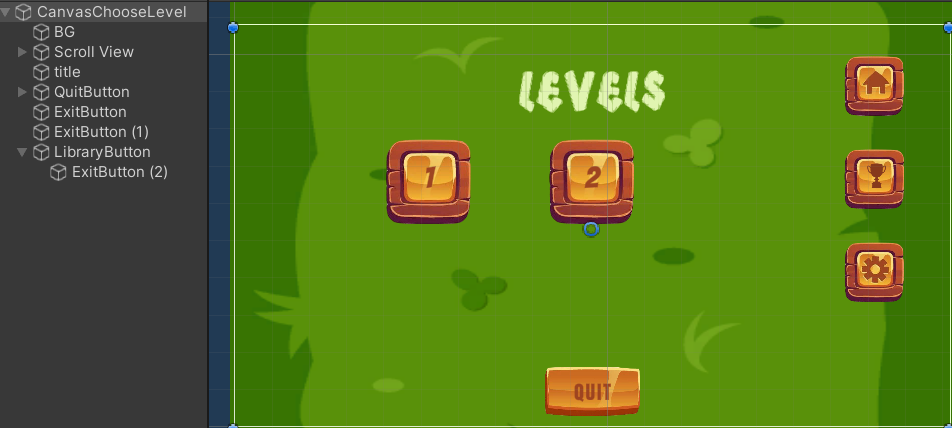 CanvasChooseLevel
BG
Scroll View
title
QuitButton
ExitButton
ExitButton (1)
LibraryButton
ExitButton (2)
LEVELS
1
2
QUIT